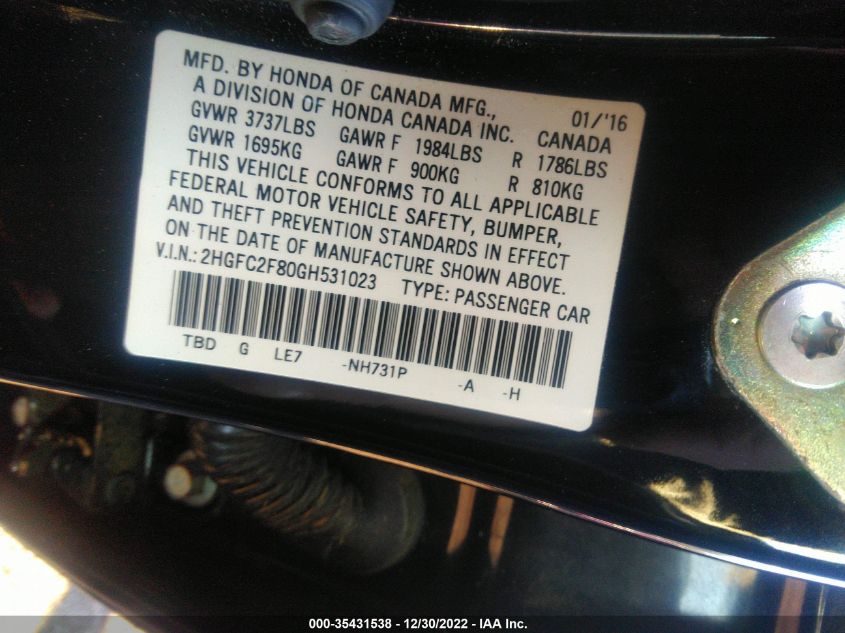 MFD. BY HONDA OF CANADA MFG., 01/'16
A DIVISION OF HONDA CANADA INC. CANADA
GVWR 3737LBS GAWR F 1984LBS R 1786LBS
GVWR 1695KG GAWR F 900KG R 810KG
THIS VEHICLE CONFORMS TO ALL APPLICABLE
FEDERAL MOTOR VEHICLE SAFETY, BUMPER,
AND THEFT PREVENTION STANDARDS IN EFFECT
ON THE DATE OF MANUFACTURE SHOWN ABOVE.
V.I.N.: 2HGFC2F80GH531023 TYPE: PASSENGER CAR
TBD G LE7 -NH731P -A -H
000-35431538 - 12/30/2022 - IAA Inc.